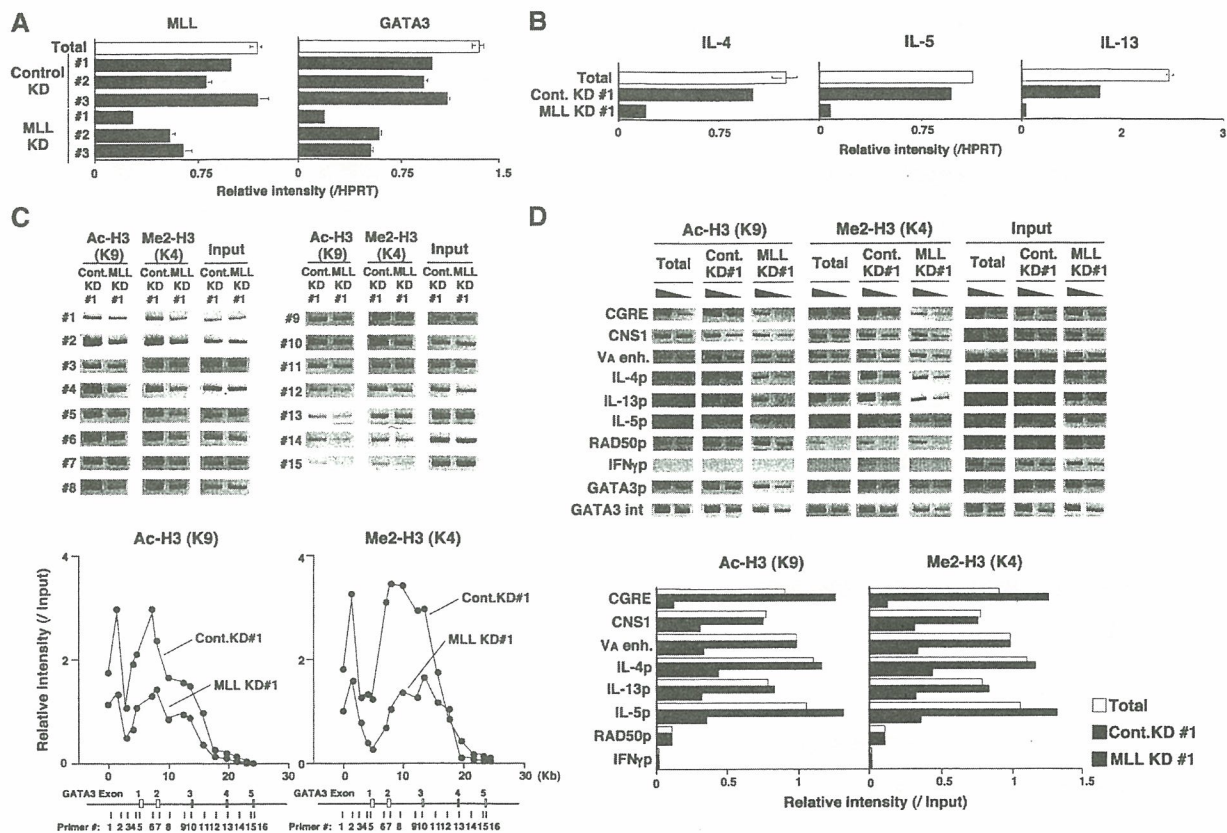 A
MLL
GATA3
Total
Control KD
#1
#2
#3
MLL KD
#1
#2
#3
0
0.75
0
0.75
1.5
Relative intensity (/HPRT)
B
IL-4
IL-5
IL-13
Total
Cont. KD #1
MLL KD #1
0
0.75
0
0.75
0
2
3
Relative intensity (/HPRT)
C
Ac-H3 (K9)
Me2-H3 (K4)
Input
Ac-H3 (K9)
Me2-H3 (K4)
Input
Cont. MLL
Cont. MLL
Cont. MLL
Cont. MLL
Cont. MLL
Cont. MLL
KD KD
KD KD
KD KD
KD KD
KD KD
KD KD
#1 #1
#1 #1
#1 #1
#1 #1
#1 #1
#1 #1
#1
#2
#3
#4
#5
#6
#7
#8
#9
#10
#11
#12
#13
#14
#15
Ac-H3 (K9)
Me2-H3 (K4)
Relative intensity (/ Input)
4
2
0
4
2
0
Cont.KD#1
MLL KD#1
Cont.KD#1
MLL KD#1
0 10 20 30
0 10 20 30 (Kb)
GATA3 Exon 1 2 3 4 5
1 2 3 4 5
Primer #: 1 2 345 67 8 910 1112 13 14 15 16
Primer #: 1 2 345 67 8 910 1112 13 14 15 16
D
Ac-H3 (K9)
Me2-H3 (K4)
Input
Total
Cont. KD#1
MLL KD#1
Total
Cont. KD#1
MLL KD#1
Total
Cont. KD#1
MLL KD#1
CGRE
CNS1
VA enh.
IL-4p
IL-13p
IL-5p
RAD50p
IFNγp
GATA3p
GATA3 int
Ac-H3 (K9)
Me2-H3 (K4)
CGRE
CNS1
VA enh.
IL-4p
IL-13p
IL-5p
RAD50p
IFNγp
0 0.5 1
0 0.5 1 1.5
Relative intensity (/ Input)
Total
Cont.KD #1
MLL KD #1